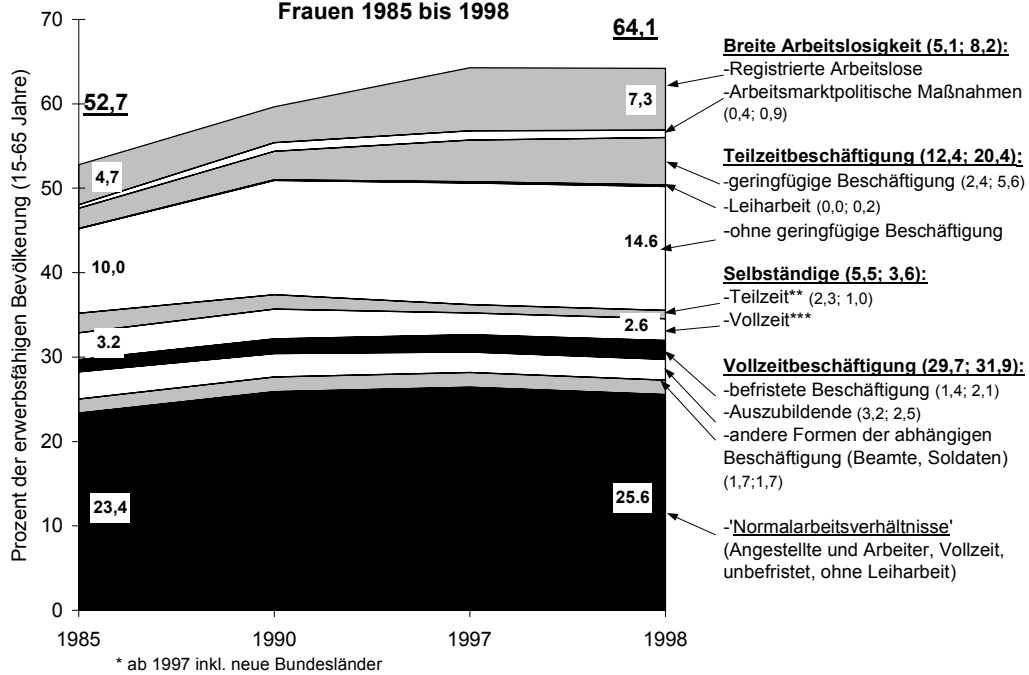 Frauen 1985 bis 1998
Prozent der erwerbsfähigen Bevölkerung (15-65 Jahre)
70
60
50
40
30
20
10
0
52,7
4,7
10,0
3.2
23,4
64,1
7,3
14.6
2.6
25.6
1985
1990
1997
1998
* ab 1997 inkl. neue Bundesländer
Breite Arbeitslosigkeit (5,1; 8,2):
-Registrierte Arbeitslose
-Arbeitsmarktpolitische Maßnahmen
(0,4; 0,9)
Teilzeitbeschäftigung (12,4; 20,4):
-geringfügige Beschäftigung (2,4; 5,6)
-Leiharbeit (0,0; 0,2)
-ohne geringfügige Beschäftigung
Selbständige (5,5; 3,6):
-Teilzeit** (2,3; 1,0)
-Vollzeit***
Vollzeitbeschäftigung (29,7; 31,9):
-befristete Beschäftigung (1,4; 2,1)
-Auszubildende (3,2; 2,5)
-andere Formen der abhängigen
Beschäftigung (Beamte, Soldaten)
(1,7;1,7)
-'Normalarbeitsverhältnisse'
(Angestellte und Arbeiter, Vollzeit,
unbefristet, ohne Leiharbeit)